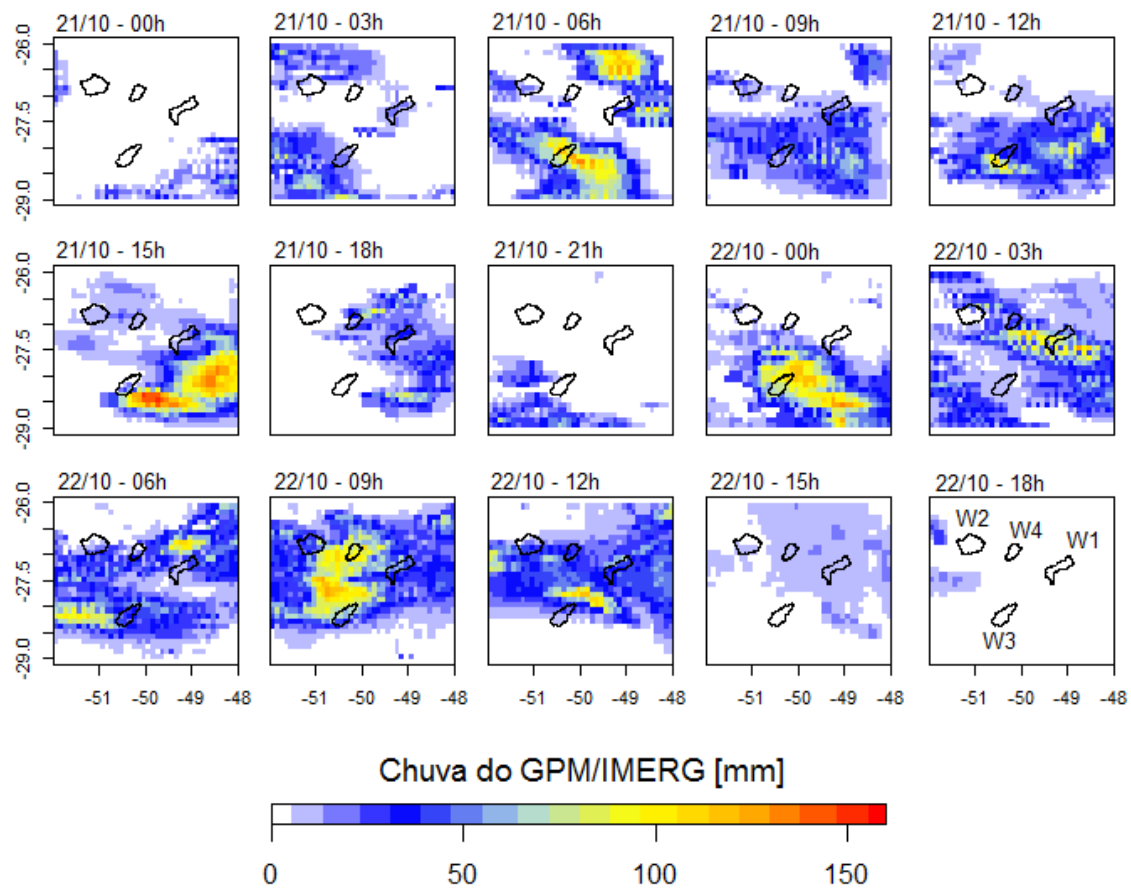 21/10 - 00h 21/10 - 03h 21/10 - 06h 21/10 - 09h 21/10 - 12h
-26.0
-27.5
-29.0
21/10 - 15h 21/10 - 18h 21/10 - 21h 22/10 - 00h 22/10 - 03h
-26.0
-27.5
-29.0
22/10 - 06h 22/10 - 09h 22/10 - 12h 22/10 - 15h 22/10 - 18h
-26.0
W2 W4 W1
-27.5
W3
-29.0
-51 -50 -49 -48 -51 -50 -49 -48 -51 -50 -49 -48 -51 -50 -49 -48 -51 -50 -49 -48
Chuva do GPM/IMERG [mm]
0 50 100 150